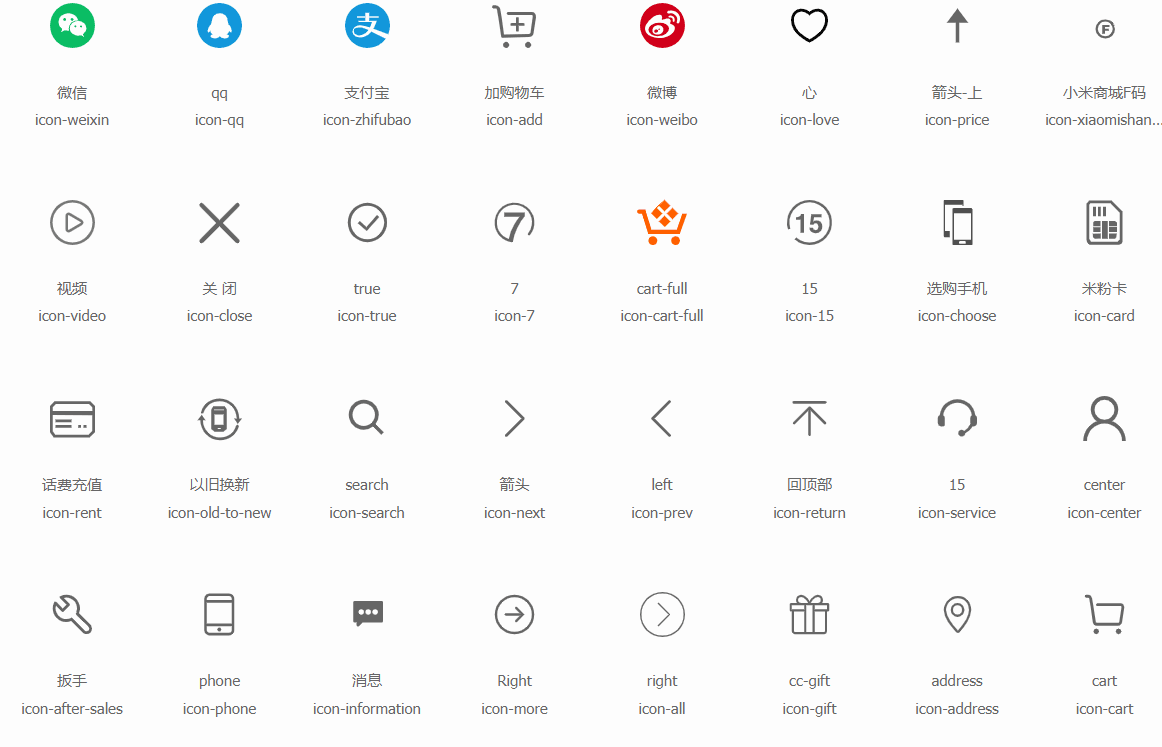 支
F
微信 qq 支付宝 加购物车 微博 心 箭头-上 小米商城F码
icon-weixin icon-qq icon-zhifubao icon-add icon-weibo icon-love icon-price icon-xiaomishan...
7 15
视频 关 闭 true 7 cart-full 15 选购手机 米粉卡
icon-video icon-close icon-true icon-7 icon-cart-full icon-15 icon-choose icon-card
话费充值 以旧换新 search 箭头 left 回顶部 15 center
icon-rent icon-old-to-new icon-search icon-next icon-prev icon-return icon-service icon-center
扳手 phone 消息 Right right cc-gift address cart
icon-after-sales icon-phone icon-information icon-more icon-all icon-gift icon-address icon-cart